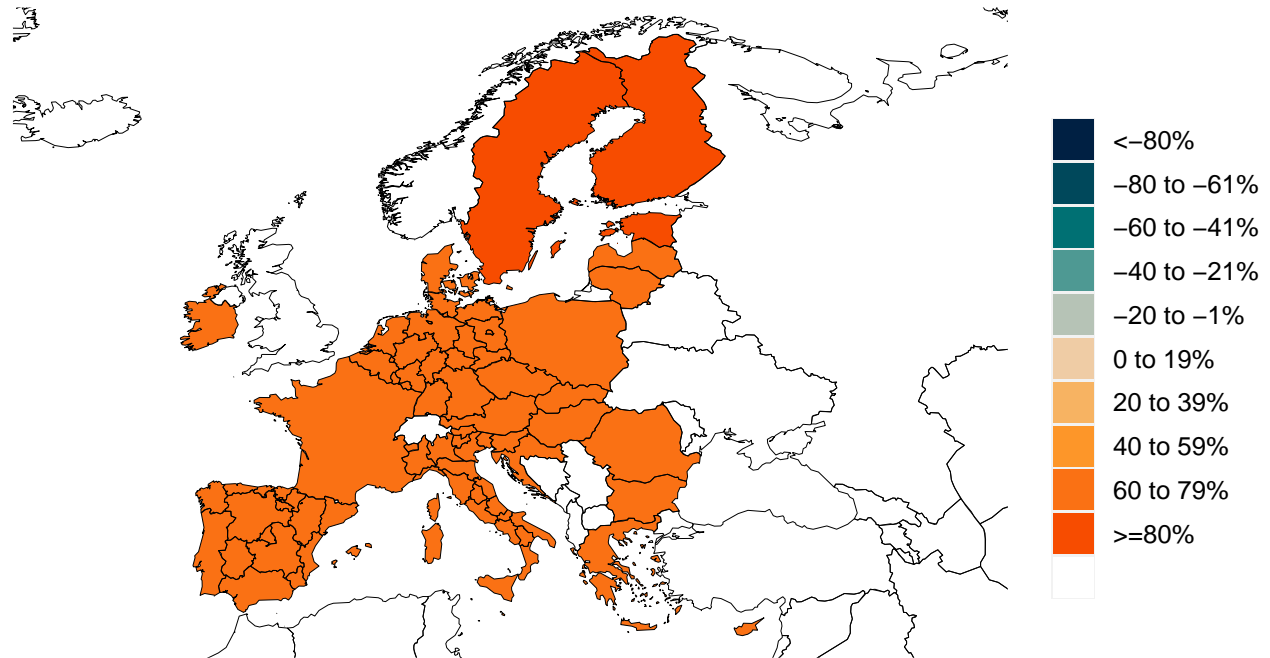 <−80%
−80 to −61%
−60 to −41%
−40 to −21%
−20 to −1%
0 to 19%
20 to 39%
40 to 59%
60 to 79%
>=80%